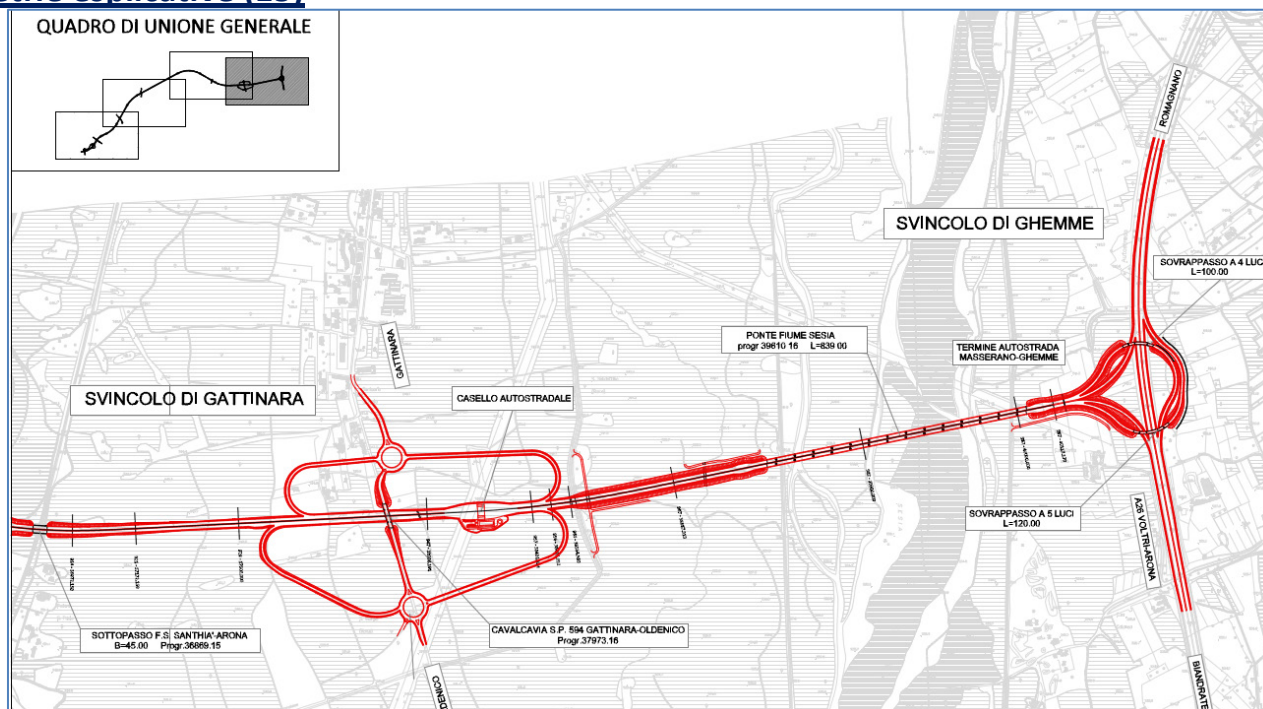 QUADRO DI UNIONE GENERALE
ROMAGNANO
SVINCOLO DI GHEMME
SOVRAPPASSO A 4 LUCI
L=100.00
PONTE FIUME SESIA
progr 39610 16 L=839 00
TERMINE AUTOSTRADA
MASSERANO-GHEMME
GATTINARA
SVINCOLO DI GATTINARA
CASELLO AUTOSTRADALE
SOVRAPPASSO A 5 LUCI
L=120.00
A26 VOLTRI-ARONA
SOTTOPASSO F.S. SANTHIA'-ARONA
B=45.00 Progr.36869.15
CAVALCAVIA S.P. 594 GATTINARA-OLDENICO
Progr.37973.16
DENICO
BIANDRATE